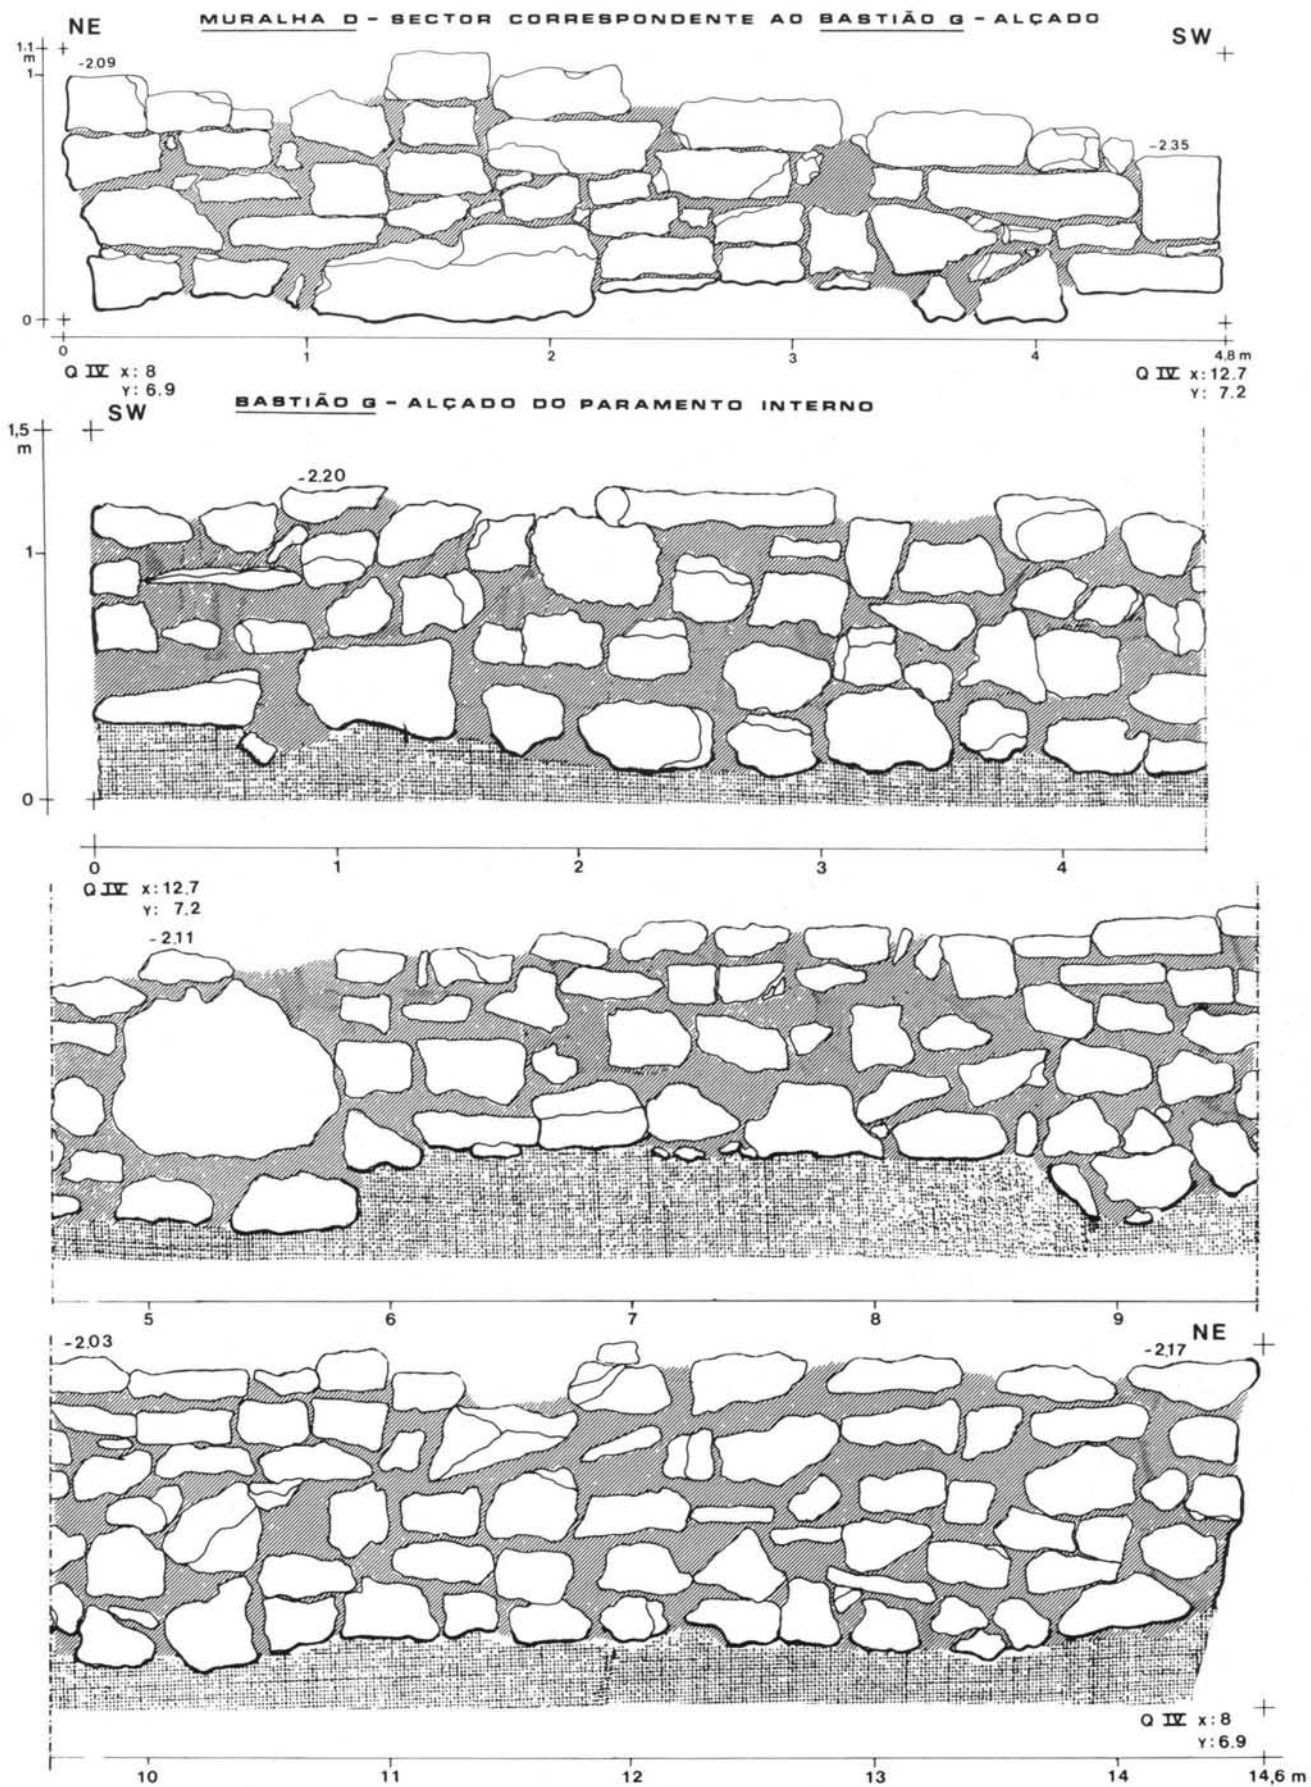 MURALHA D - SECTOR CORRESPONDENTE AO BASTIÃO G - ALÇADO
NE
SW
1.1
m
1
-2.09
-2.35
0
0 1 2 3 4 4,8 m
Q IV X: 8
Y: 6.9
Q IV X: 12.7
Y: 7.2
BASTIÃO G - ALÇADO DO PARAMENTO INTERNO
SW
1,5
m
-2.20
1
0
0 1 2 3 4
Q IV X: 12.7
Y: 7.2
-2.11
5 6 7 8 9
-2.03
NE
-2.17
Q IV X: 8
Y: 6.9
10 11 12 13 14 14,6 m